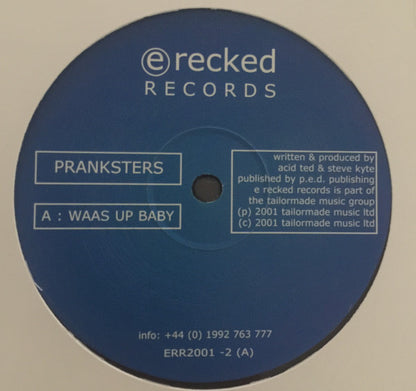 e recked
RECORDS
PRANKSTERS
A : WAAS UP BABY
written & produced by
acid ted & steve kyte
published by p.e.d. publishing
e recked records is part of
the tailormade music group
(p) 2001 tailormade music ltd
(c) 2001 tailormade music ltd
info: +44 (0) 1992 763 777
ERR2001 -2 (A)